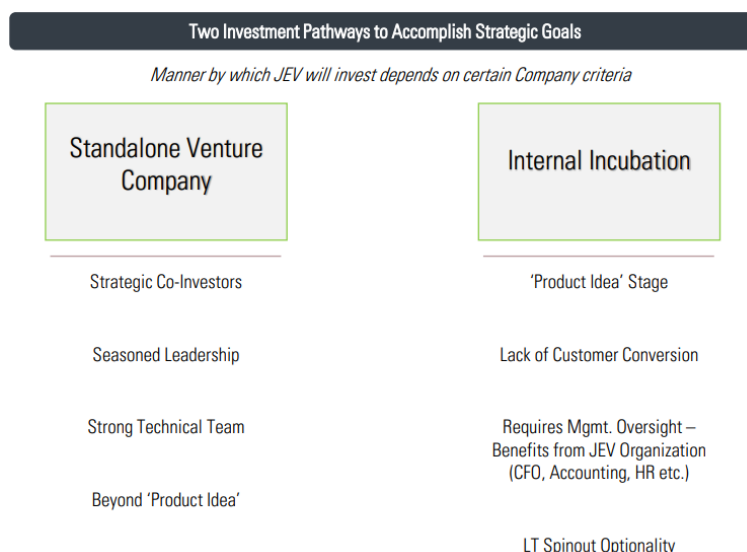 Two Investment Pathways to Accomplish Strategic Goals
Manner by which JEV will invest depends on certain Company criteria
Standalone Venture
Company
Strategic Co-Investors
Seasoned Leadership
Strong Technical Team
Beyond ‘Product Idea’
Internal Incubation
‘Product Idea’ Stage
Lack of Customer Conversion
Requires Mgmt. Oversight –
Benefits from JEV Organization
(CFO, Accounting, HR etc.)
LT Spinout Optionality